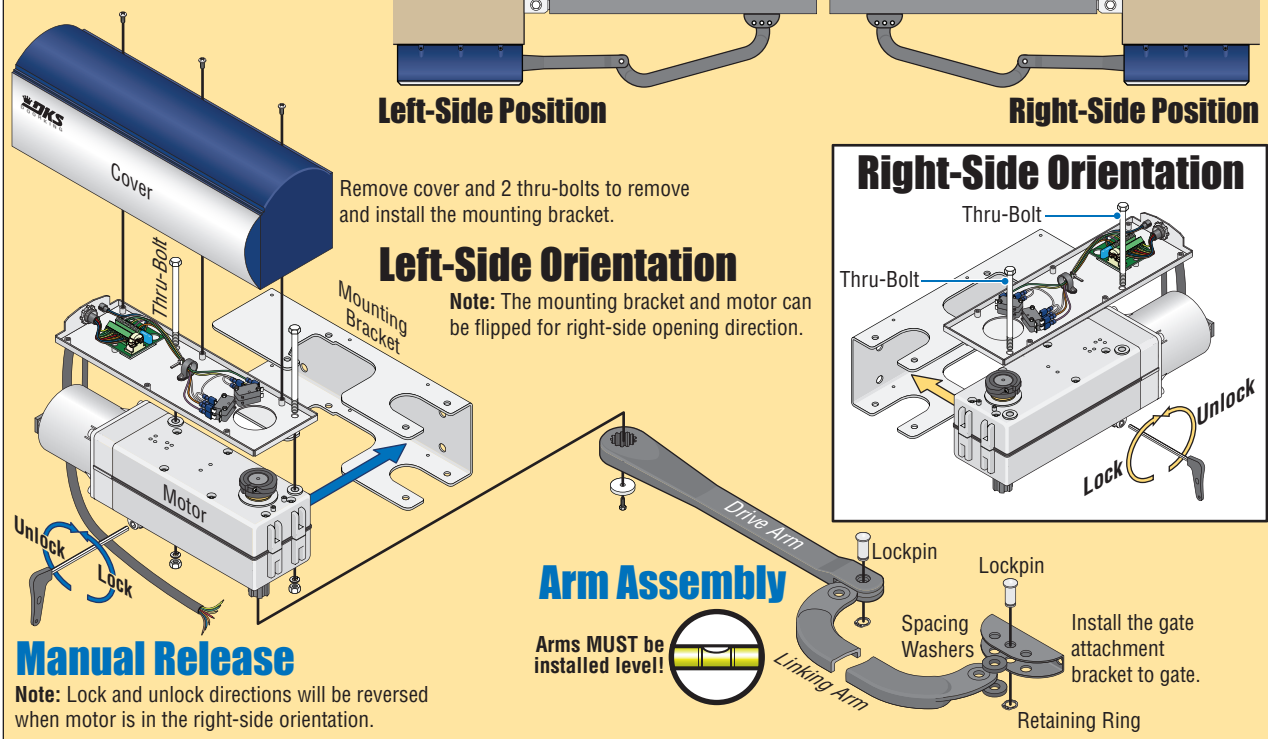 Left-Side Position
Right-Side Position
DKS
DOORKING
Cover
Remove cover and 2 thru-bolts to remove
and install the mounting bracket.
Left-Side Orientation
Note: The mounting bracket and motor can
be flipped for right-side opening direction.
Thru-Bolt
Mounting
Bracket
Motor
Unlock
Lock
Manual Release
Note: Lock and unlock directions will be reversed
when motor is in the right-side orientation.
Right-Side Orientation
Thru-Bolt
Thru-Bolt
Unlock
Lock
Drive Arm
Arm Assembly
Arms MUST be
installed level!
Lockpin
Lockpin
Linking Arm
Spacing
Washers
Install the gate
attachment
bracket to gate.
Retaining Ring